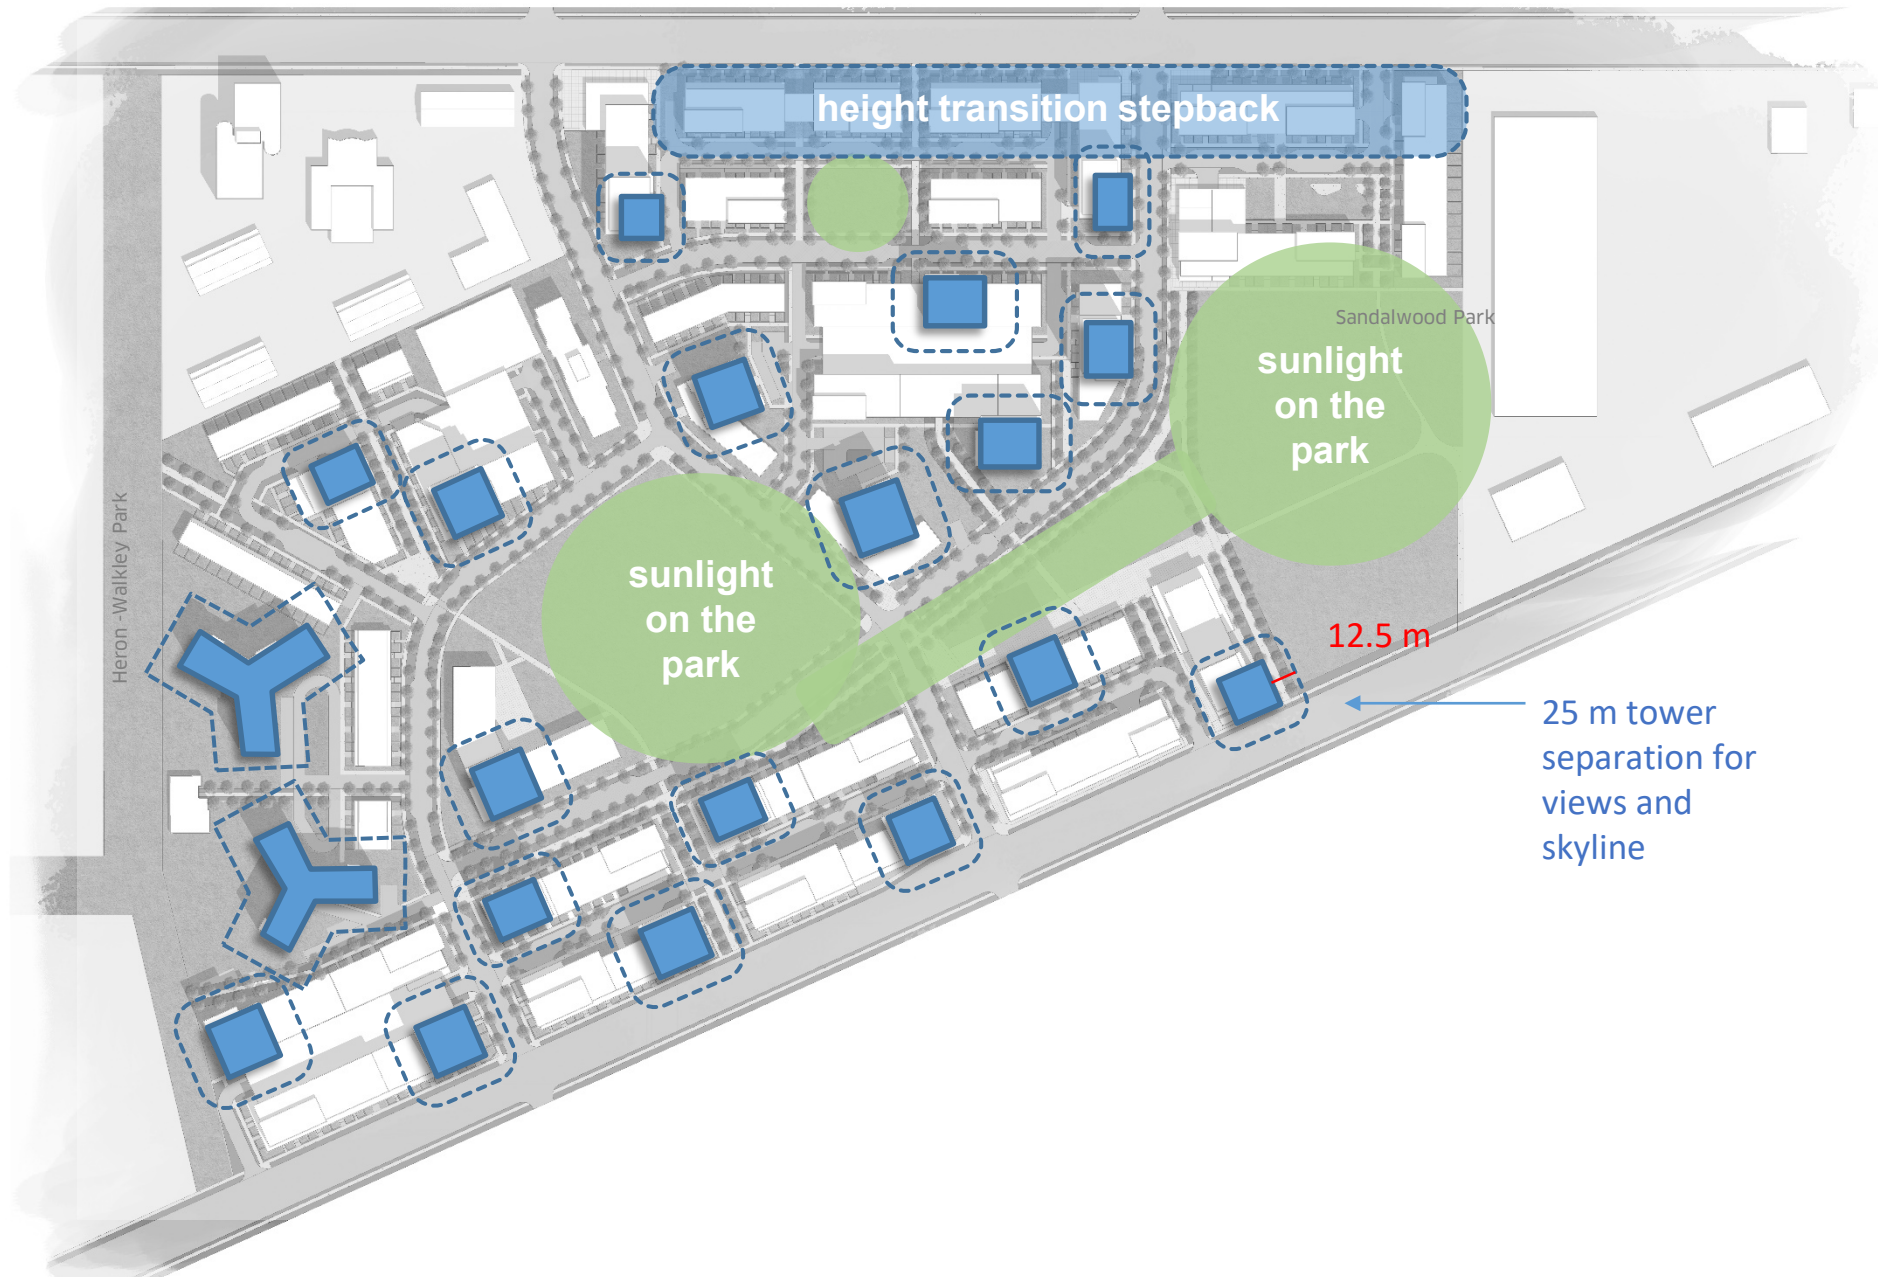 height transition stepback
Sandalwood Park
sunlight
on the
park
Heron -Walkley Park
sunlight
on the
park
12.5 m
25 m tower
separation for
views and
skyline